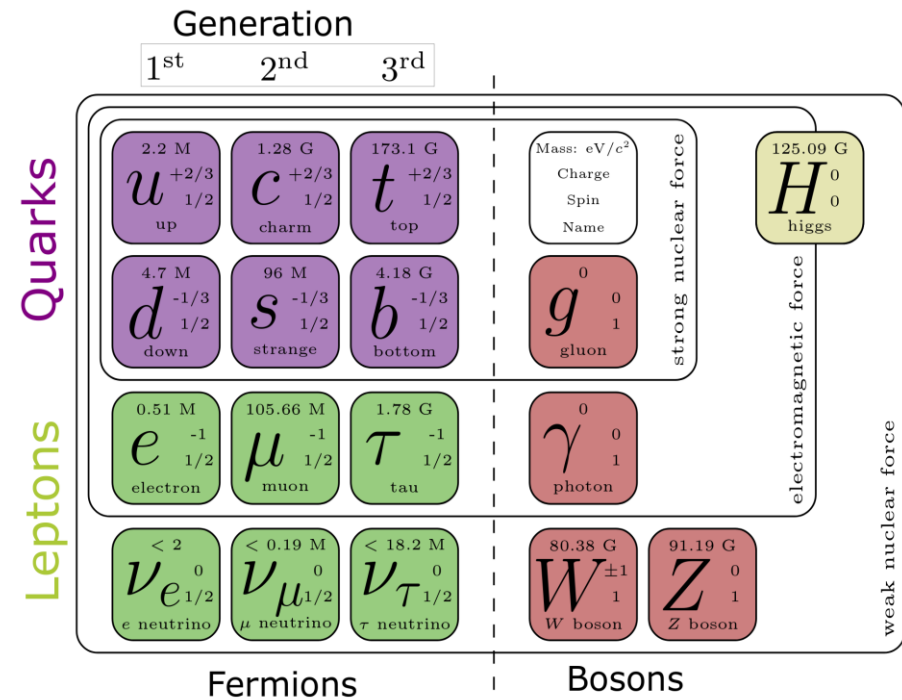 Generation
1st 2nd 3rd
Quarks
2.2 M
u +2/3
1/2
up
1.28 G
c +2/3
1/2
charm
173.1 G
t +2/3
1/2
top
Mass: eV/c²
Charge
Spin
Name
125.09 G
H 0
0
higgs
4.7 M
d -1/3
1/2
down
96 M
s -1/3
1/2
strange
4.18 G
b -1/3
1/2
bottom
0
g 0
1
gluon
strong nuclear force
Leptons
0.51 M
e -1
1/2
electron
105.66 M
μ -1
1/2
muon
1.78 G
τ -1
1/2
tau
0
γ 0
1
photon
electromagnetic force
< 2
νe 0
1/2
e neutrino
< 0.19 M
νμ 0
1/2
μ neutrino
< 18.2 M
ντ 0
1/2
τ neutrino
80.38 G
W ±1
1
W boson
91.19 G
Z 0
1
Z boson
weak nuclear force
Fermions
Bosons